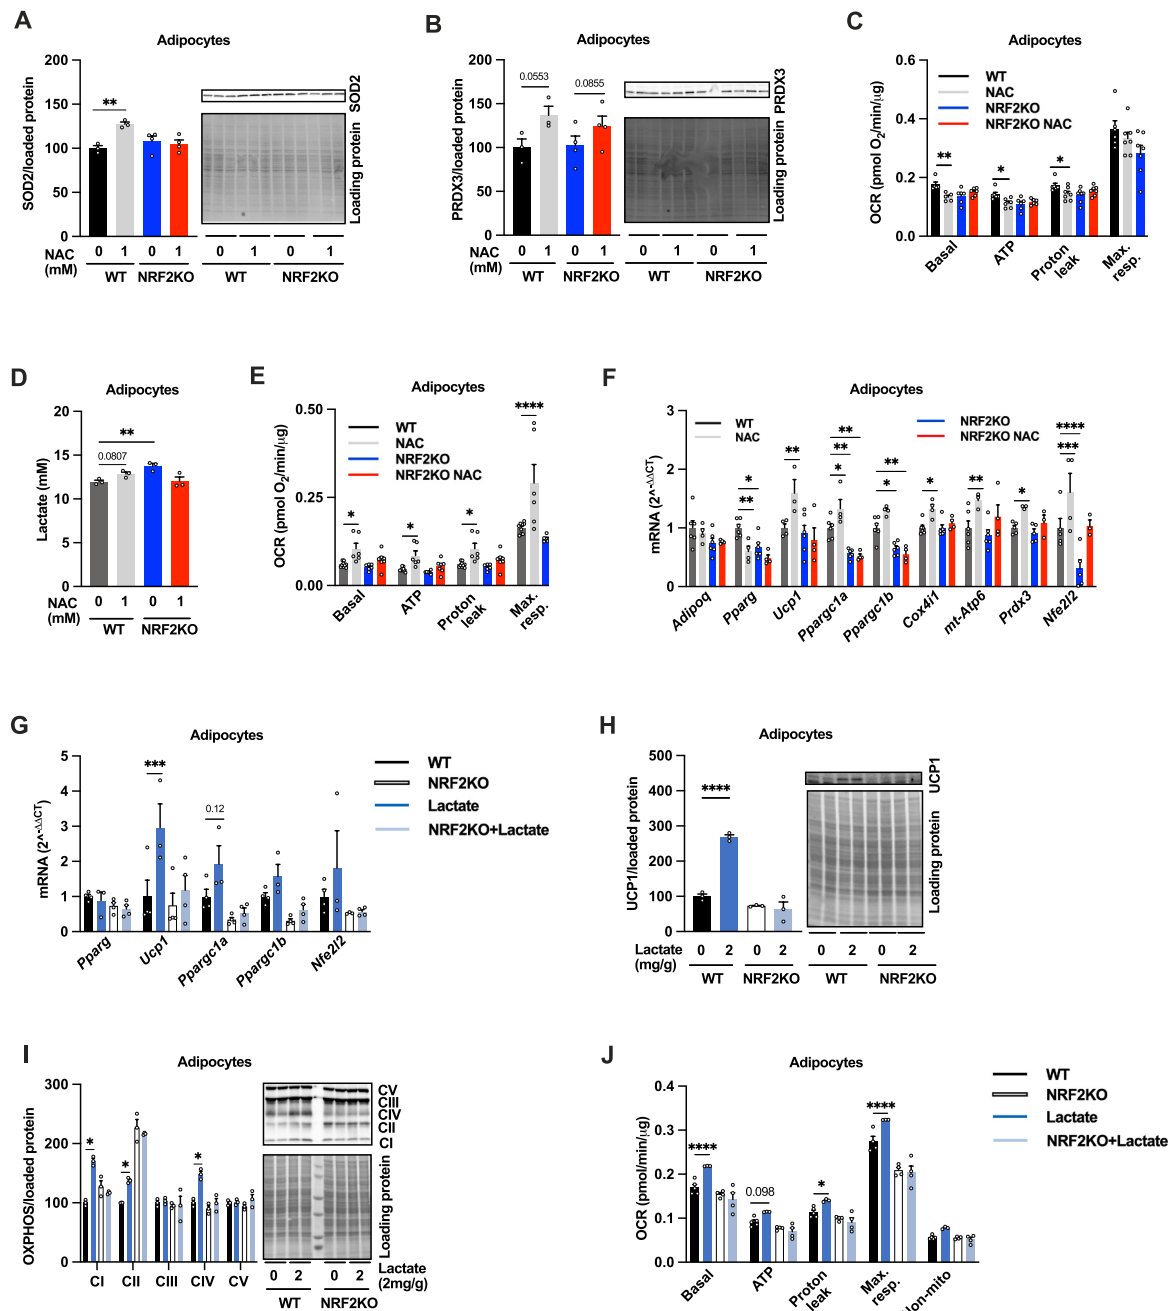 A
Adipocytes
SOD2/loaded protein
200
150
100
50
0
**
SOD2
Loading protein
NAC
(mM)
0 1 0 1
WT NRF2KO
0 1 0 1
WT NRF2KO
B
Adipocytes
PRDX3/loaded protein
200
150
100
50
0
0.0553
0.0855
PRDX3
Loading protein
NAC
(mM)
0 1 0 1
WT NRF2KO
0 1 0 1
WT NRF2KO
C
Adipocytes
OCR (pmol O₂/min/µg)
0.6
0.4
0.2
0.0
WT
NAC
NRF2KO
NRF2KO NAC
**
*
*
Basal
ATP
Proton
leak
Max.
resp.
D
Adipocytes
Lactate (mM)
20
15
10
5
0
**
0.0807
NAC
(mM)
0 1 0 1
WT NRF2KO
E
Adipocytes
OCR (pmol O₂/min/µg)
0.50
0.25
0.00
WT
NAC
NRF2KO
NRF2KO NAC
*
*
*
****
Basal
ATP
Proton
leak
Max.
resp.
F
Adipocytes
mRNA (2^-ΔΔCT)
3
2
1
0
WT
NAC
NRF2KO
NRF2KO NAC
*
**
**
**
**
*
**
*
*
**
*
****
***
Adipoq
Pparg
Ucp1
Ppargc1a
Ppargc1b
Cox4i1
mt-Atp6
Prdx3
Nfe2l2
G
Adipocytes
mRNA (2^-ΔΔCT)
5
4
3
2
1
0
***
0.12
Pparg
Ucp1
Ppargc1a
Ppargc1b
Nfe2l2
WT
NRF2KO
Lactate
NRF2KO+Lactate
H
Adipocytes
UCP1/loaded protein
500
400
300
200
100
0
****
UCP1
Loading protein
Lactate
(mg/g)
0 2 0 2
WT NRF2KO
0 2 0 2
WT NRF2KO
I
Adipocytes
OXPHOS/loaded protein
300
200
100
0
*
*
*
CI CII CIII CIV CV
CV
CIII
CIV
CII
CI
Loading protein
0 2 0 2
Lactate
(2mg/g)
WT NRF2KO
J
Adipocytes
OCR (pmol/min/µg)
0.4
0.3
0.2
0.1
0.0
****
0.098
*
****
Basal
ATP
Proton
leak
Max.
resp.
Non-mito
WT
NRF2KO
Lactate
NRF2KO+Lactate